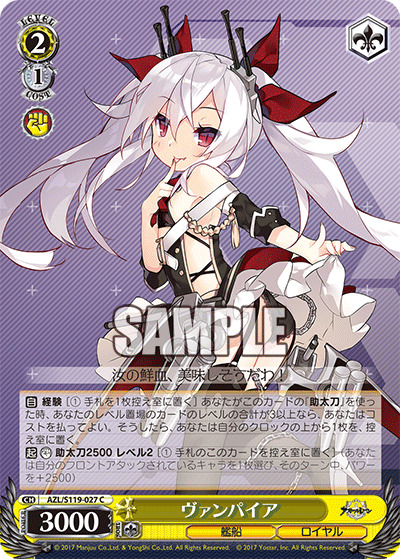 LEVEL
2
1
COST
SAMPLE
汝の鮮血、美味しそうだわ！
自 経験 [① 手札を1枚控え室に置く] あなたがこのカードの『助太刀』を使っ
た時、あなたのレベル置場のカードのレベルの合計が3以上なら、あなたはコ
ストを払ってよい。そうしたら、あなたは自分のクロックの上から1枚を、控
え室に置く。
起 助太刀2500 レベル2 [① 手札のこのカードを控え室に置く] (あなた
は自分のフロントアタックされているキャラを1枚選び、そのターン中、パワー
を+2500)
CH AZL/S119-027 C
ヴァンパイア
3000
艦船
ロイヤル
アズールレーン
© 2017 Manjuu Co.,Ltd. & YongShi Co.,Ltd. All Rights Reserved. © 2017 Yostar, Inc. All Rights Reserved.